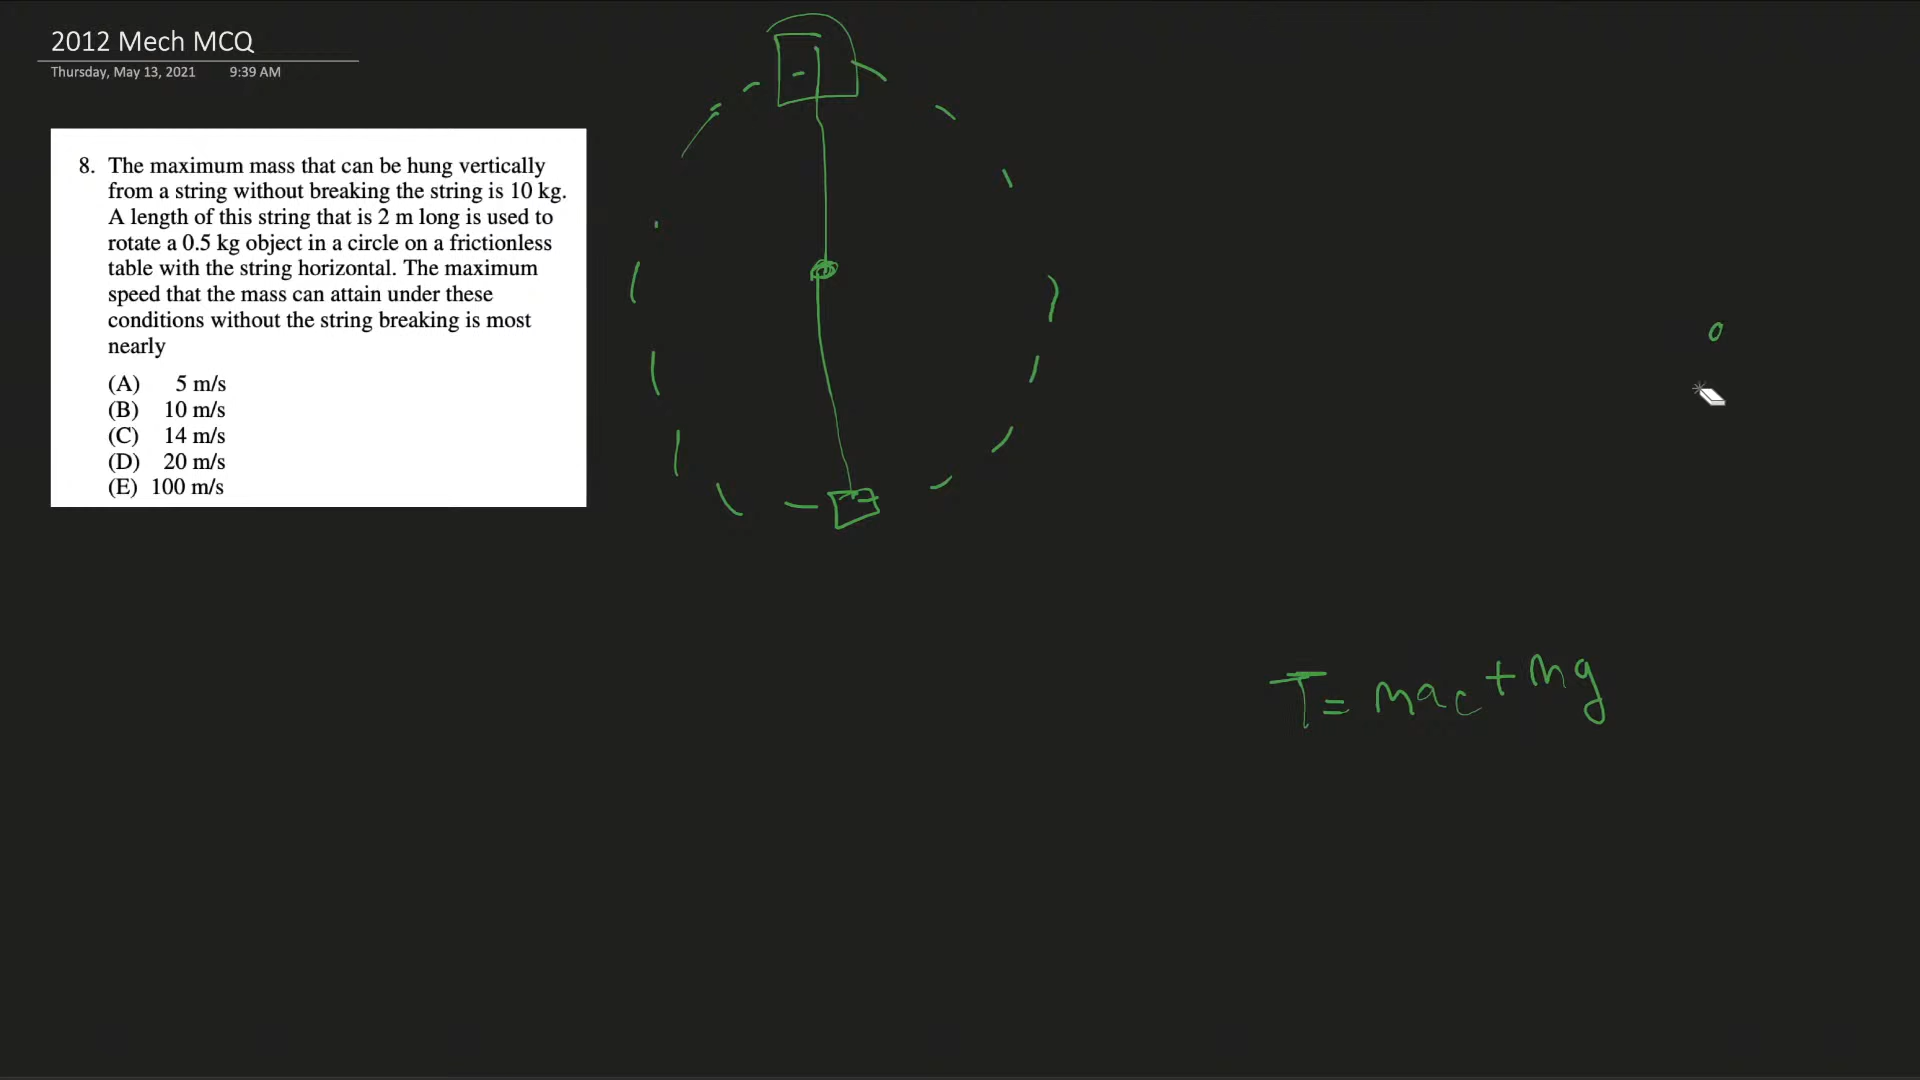 2012 Mech MCQ
Thursday, May 13, 2021 9:39 AM
8. The maximum mass that can be hung vertically
from a string without breaking the string is 10 kg.
A length of this string that is 2 m long is used to
rotate a 0.5 kg object in a circle on a frictionless
table with the string horizontal. The maximum
speed that the mass can attain under these
conditions without the string breaking is most
nearly
(A) 5 m/s
(B) 10 m/s
(C) 14 m/s
(D) 20 m/s
(E) 100 m/s
T = mac + mg